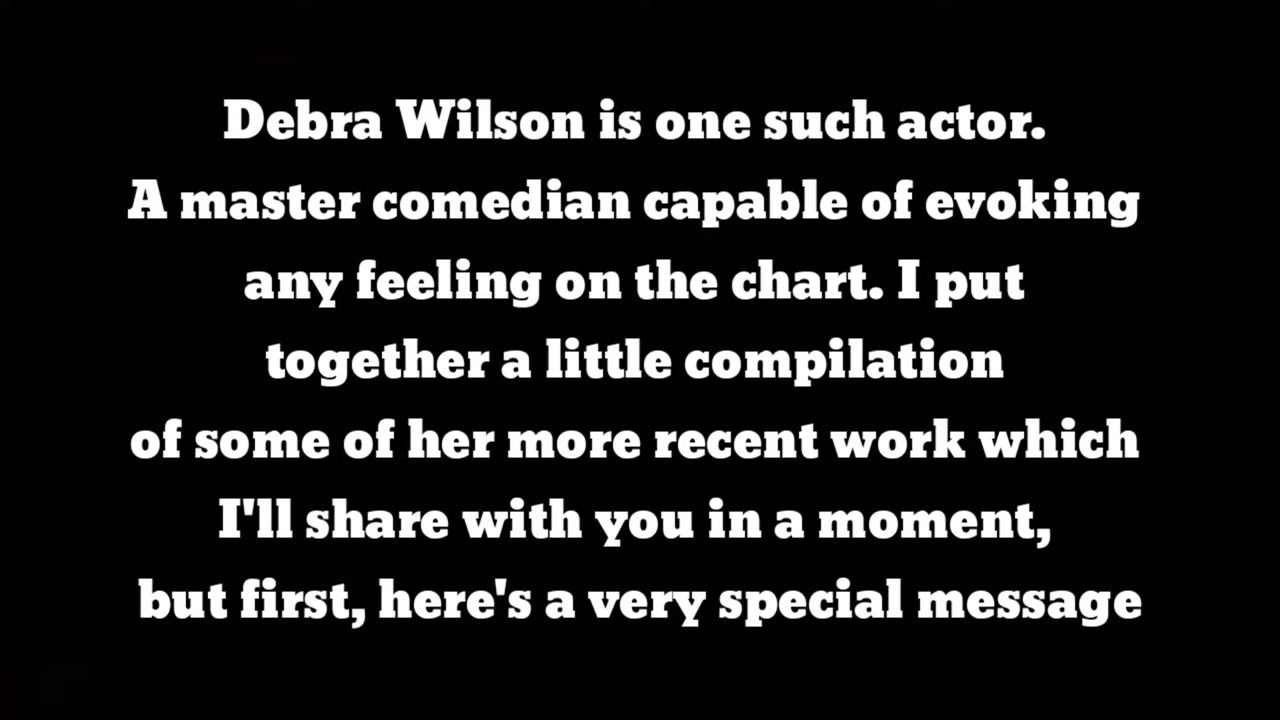 Debra Wilson is one such actor.
A master comedian capable of evoking
any feeling on the chart. I put
together a little compilation
of some of her more recent work which
I'll share with you in a moment,
but first, here's a very special message